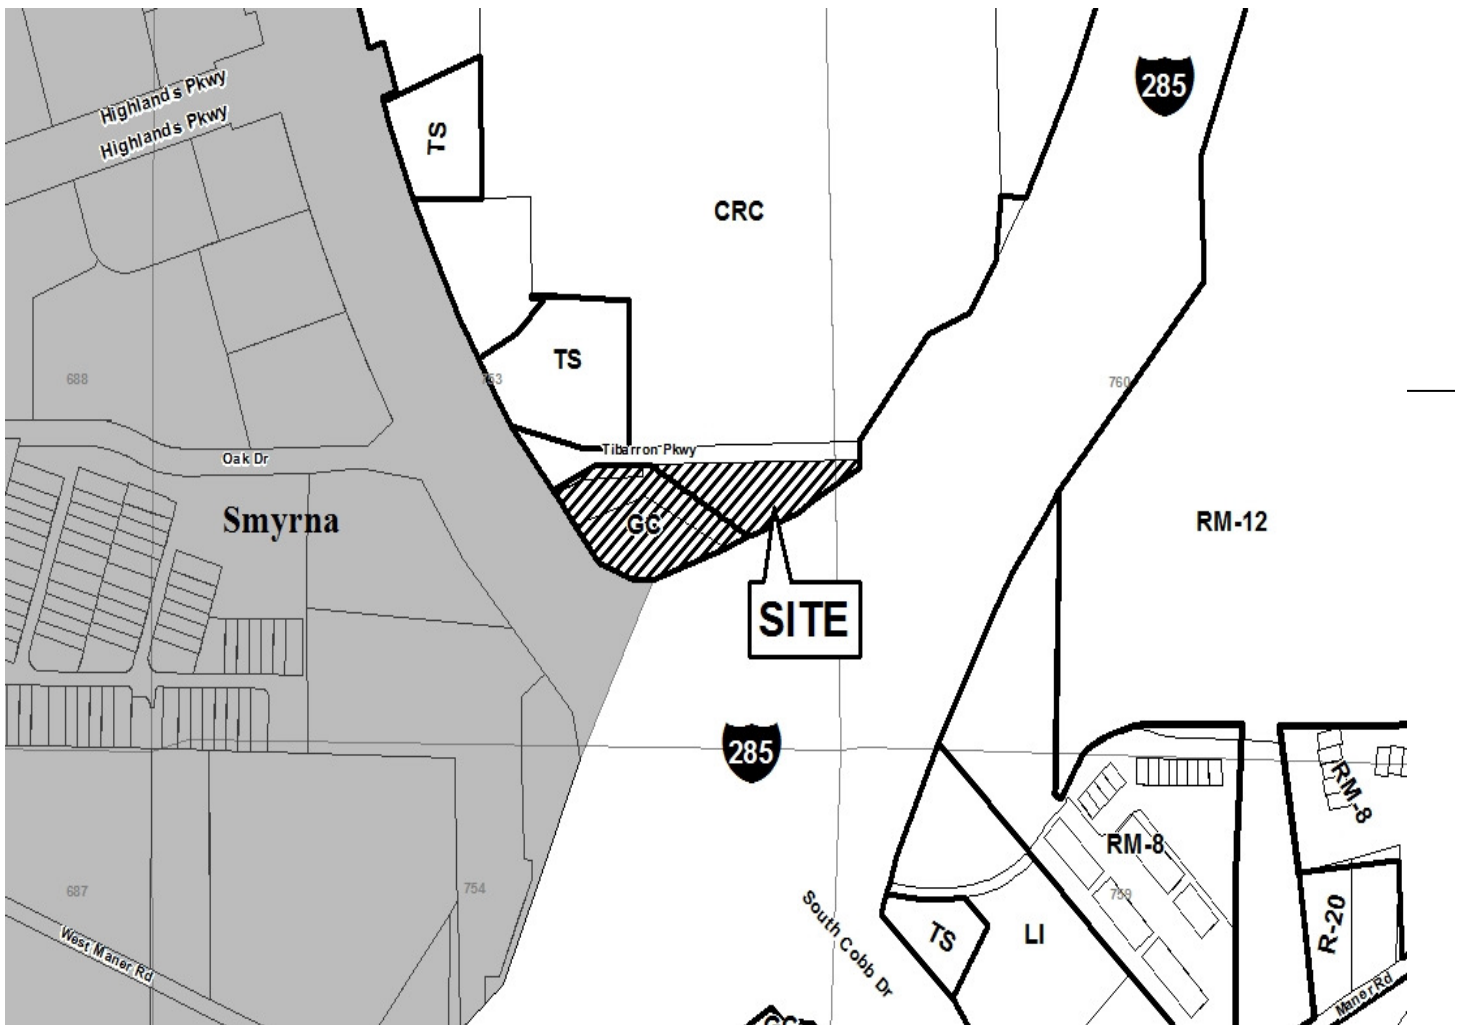 Highlands Pkwy
Highlands Pkwy
285
TS
CRC
TS
688
753
760
Tibarron Pkwy
Oak Dr
Smyrna
GC
RM-12
SITE
285
RM-8
RM-8
687
754
759
South Cobb Dr
TS
LI
R-20
West Maner Rd
Maner Rd
GC